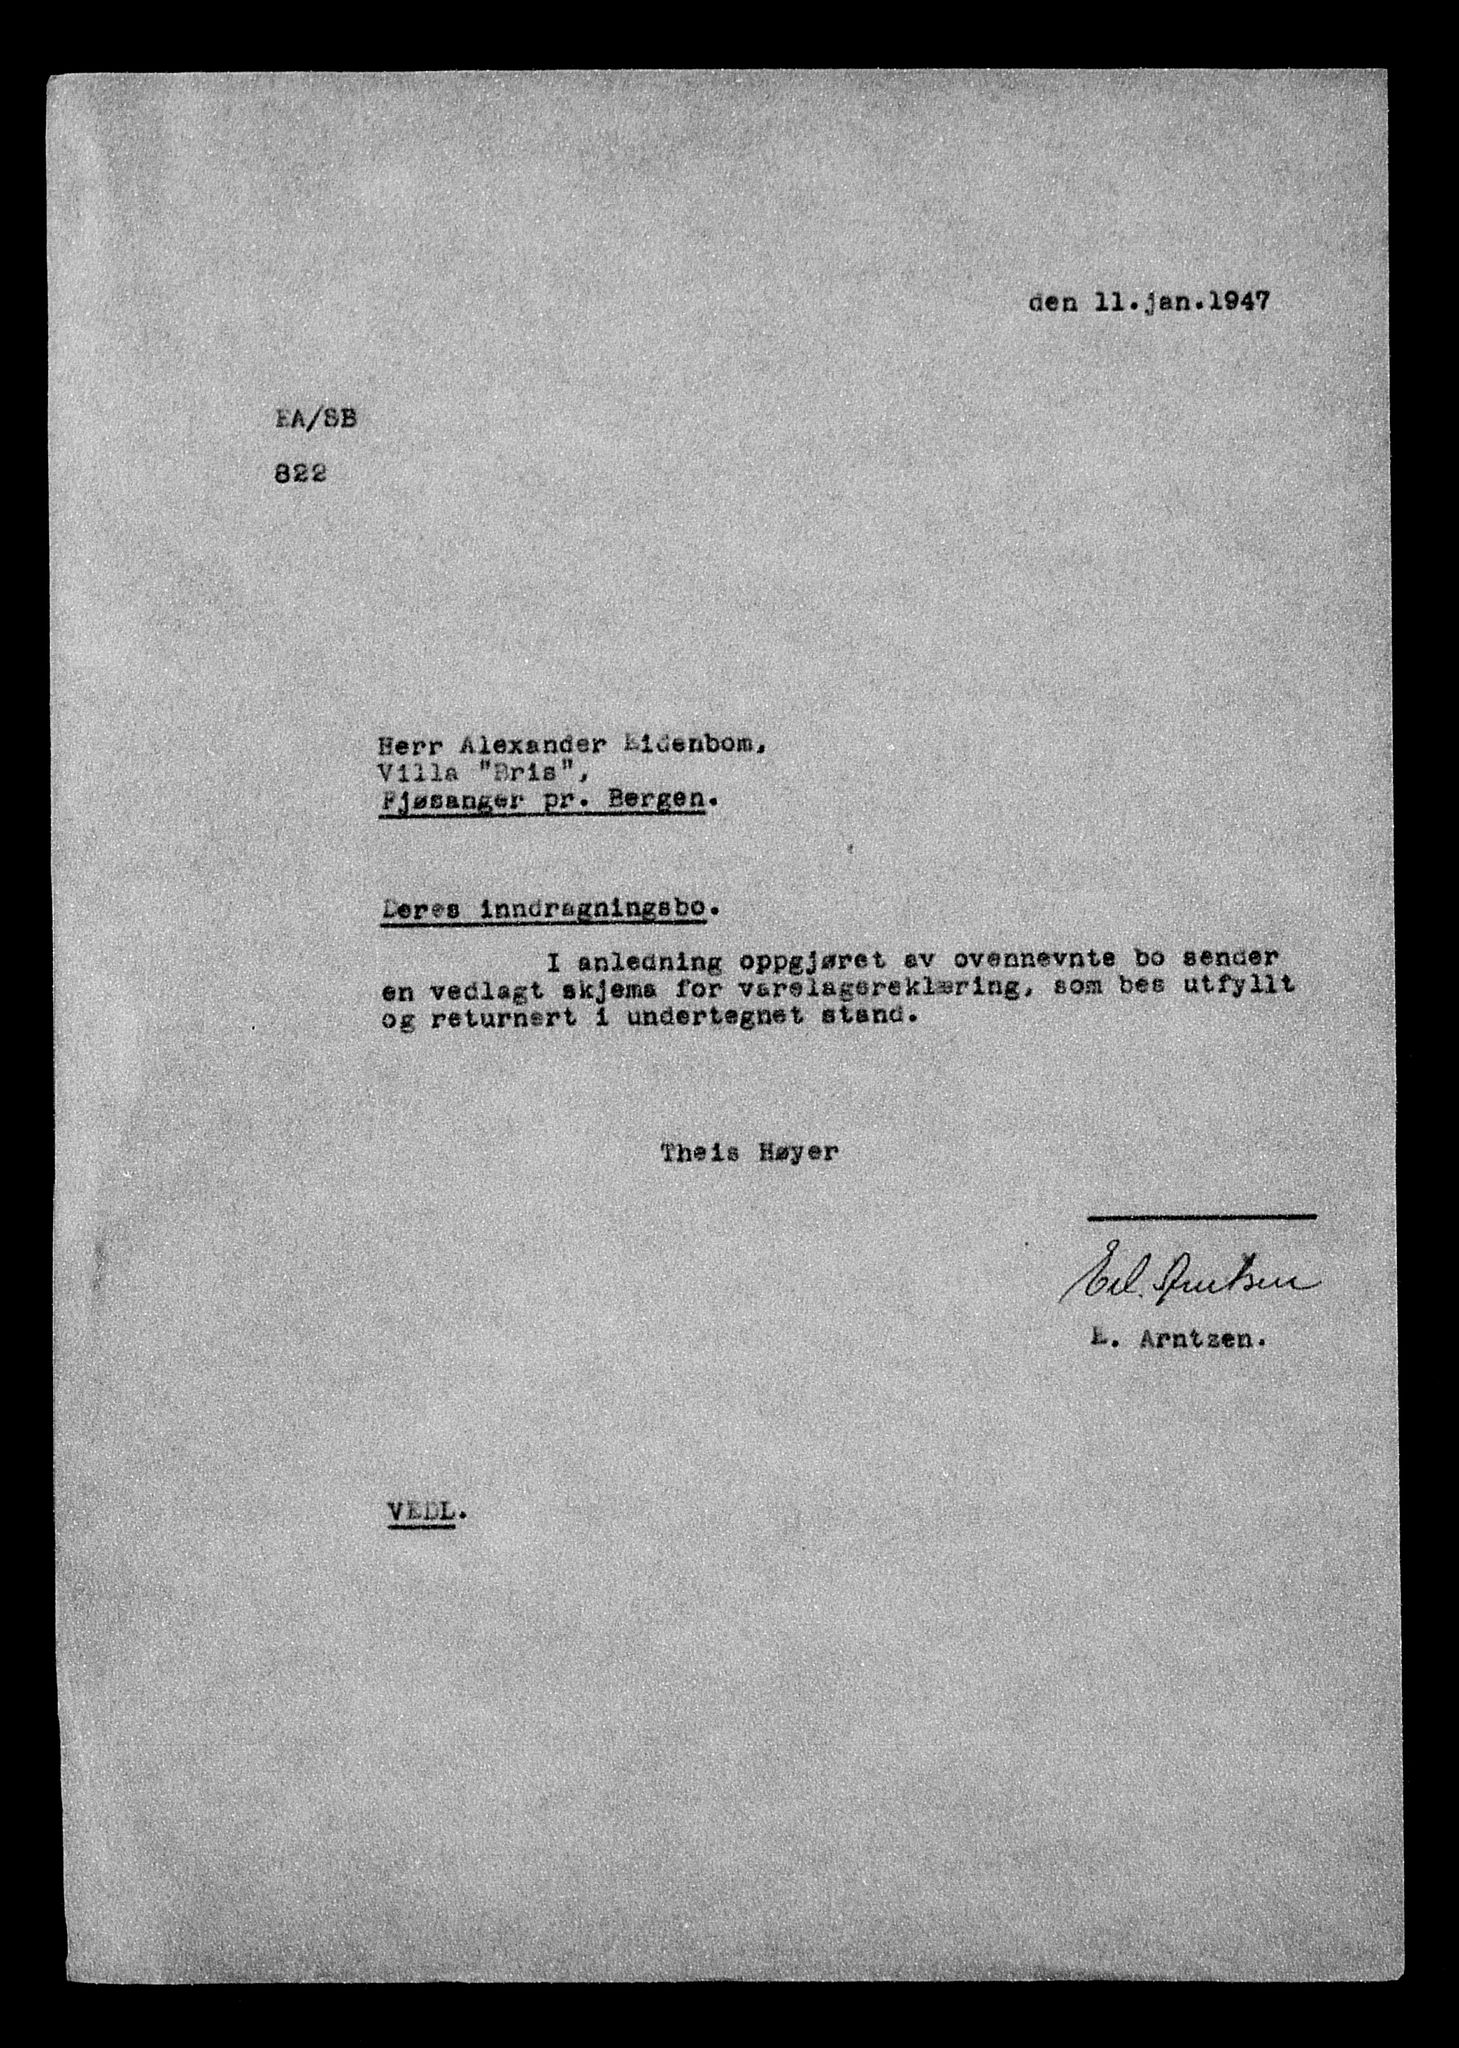 den 11.jan.1947
EA/SB
822
Herr Alexander Eidenbom,
Villa "Bris",
Fjøsanger pr. Bergen.
Deres inndragningsbo.
I anledning oppgjøret av ovennevnte bo sender
en vedlagt skjema for varelagereklæring, som bes utfyllt
og returnert i undertegnet stand.
Theis Høyer
Erl. Arntsen
E. Arntzen.
VEDL.